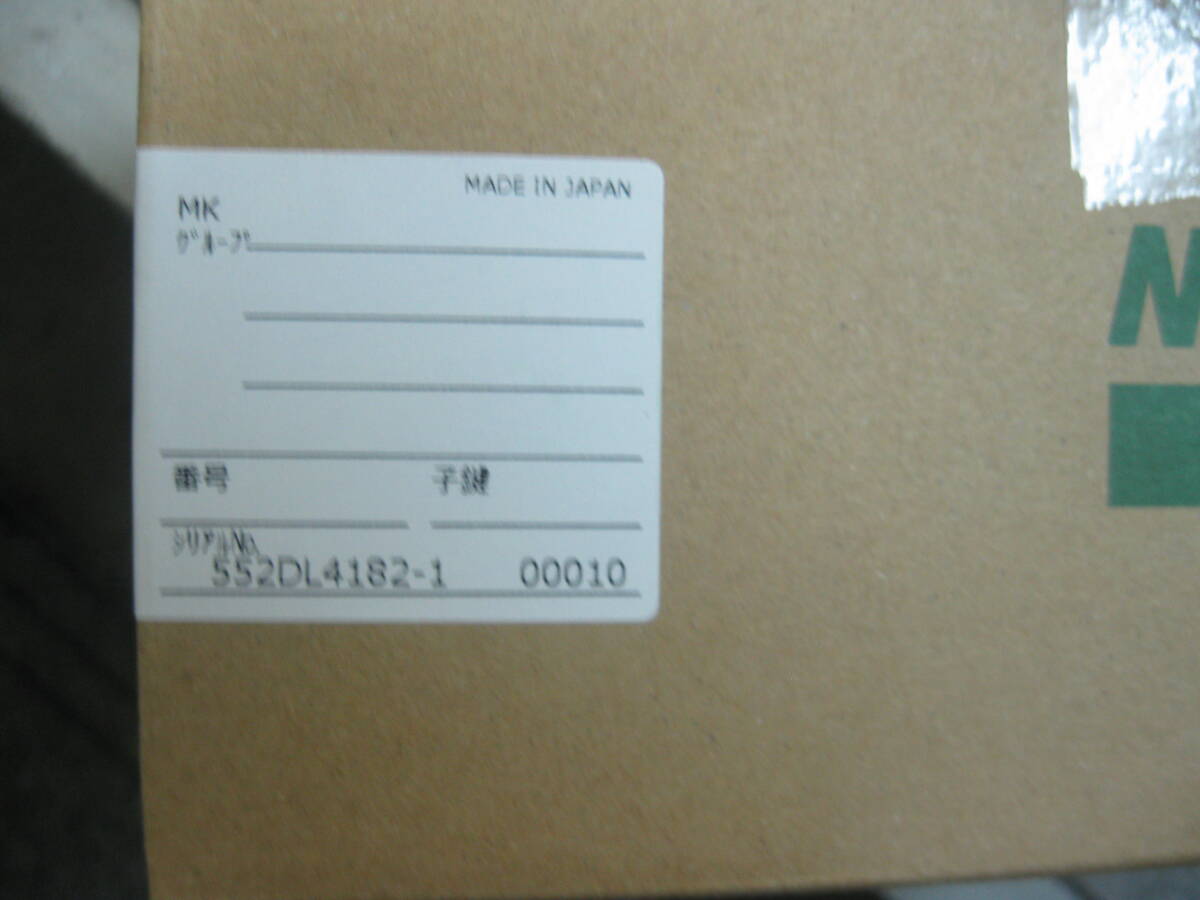 MADE IN JAPAN
MK
グループ
番号 子鍵
シリアルNo.
552DL4182-1 00010
N